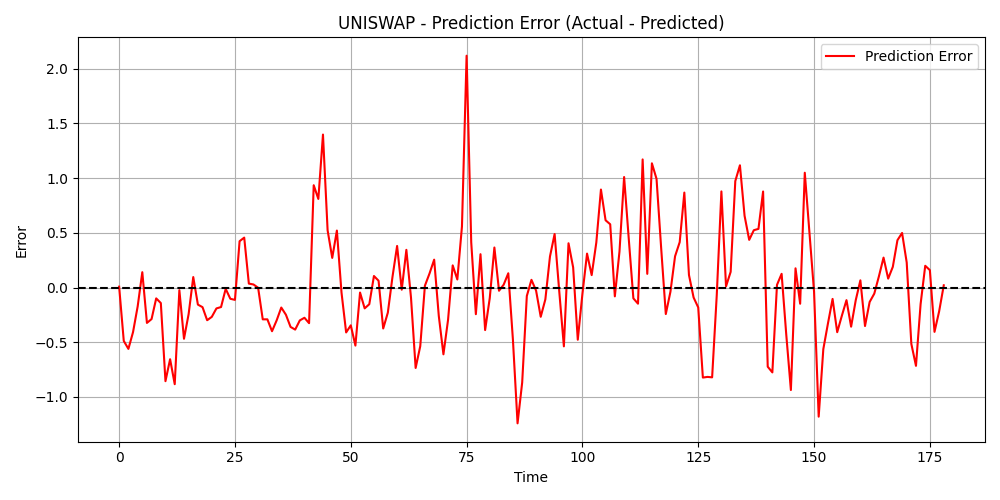 UNISWAP - Prediction Error (Actual - Predicted)
Prediction Error
Error
2.0
1.5
1.0
0.5
0.0
−0.5
−1.0
0 25 50 75 100 125 150 175
Time